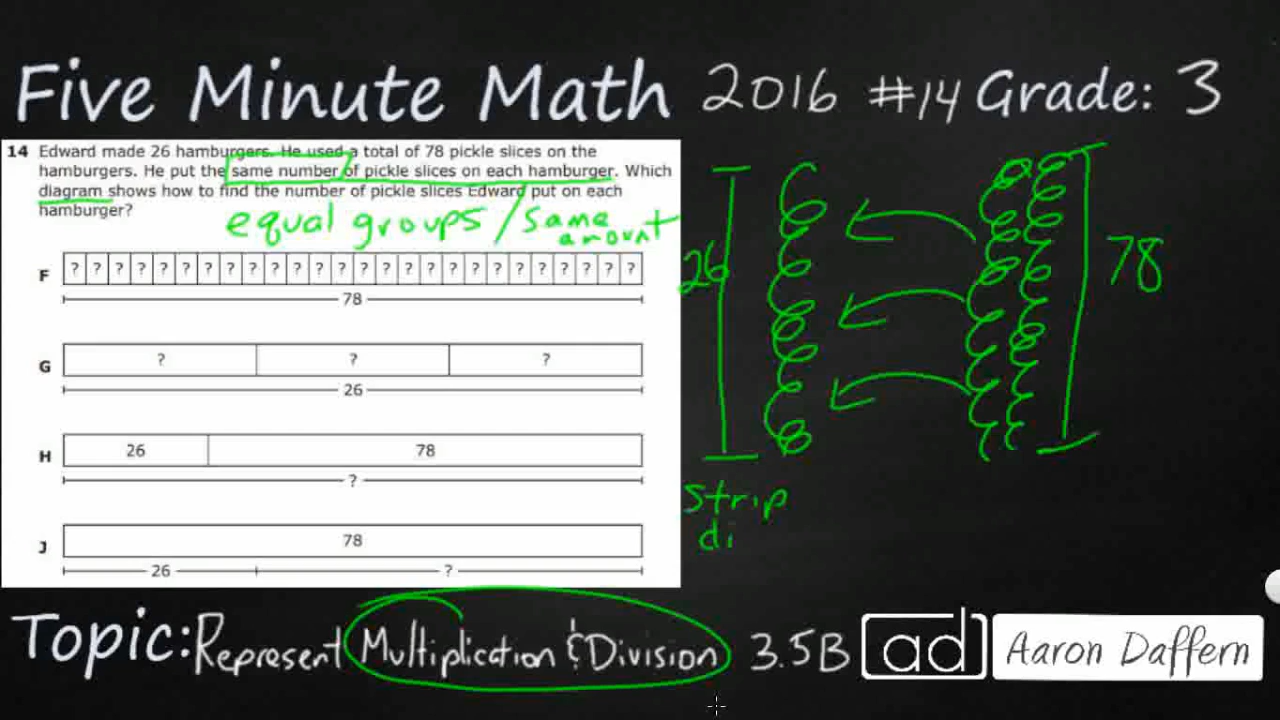 Five Minute Math 2016 #14 Grade: 3
14 Edward made 26 hamburgers. He used a total of 78 pickle slices on the
hamburgers. He put the same number of pickle slices on each hamburger. Which
diagram shows how to find the number of pickle slices Edward put on each
hamburger?
equal groups / same
amount
F ? ? ? ? ? ? ? ? ? ? ? ? ? ? ? ? ? ? ? ? ? ? ? ? ? ?
78
G ? ? ?
26
H 26 78
?
J 78
26 ?
26
78
strip
di
Topic: Represent Multiplication & Division 3.5B ad Aaron Daffern